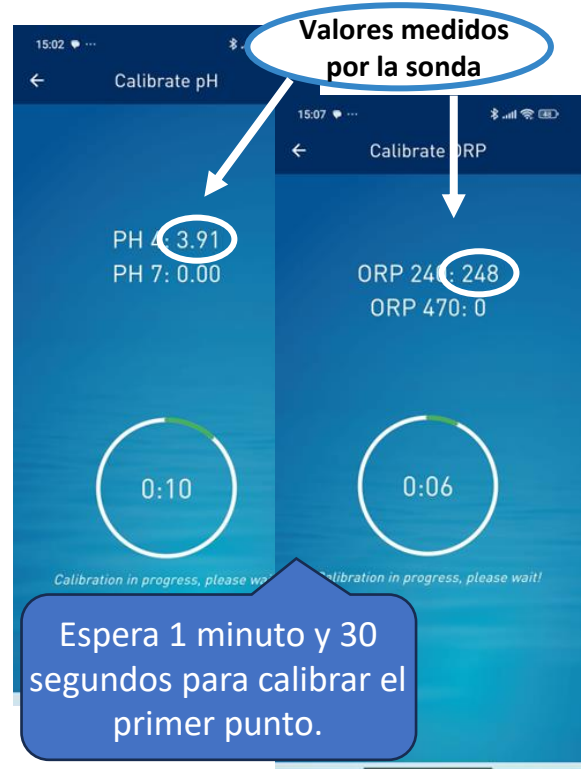 Valores medidos
por la sonda
15:02
Calibrate pH
PH 4: 3.91
PH 7: 0.00
0:10
Calibration in progress, please wai
15:07
Calibrate ORP
ORP 240: 248
ORP 470: 0
0:06
Calibration in progress, please wait!
Espera 1 minuto y 30
segundos para calibrar el
primer punto.